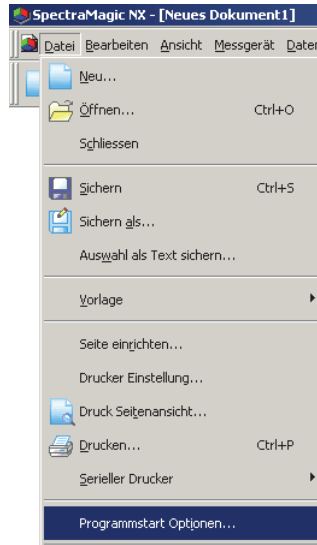 SpectraMagic NX - [Neues Dokument1]
Datei Bearbeiten Ansicht Messgerät Daten
Neu...
Öffnen... Ctrl+O
Schliessen
Sichern Ctrl+S
Sichern als...
Auswahl als Text sichern...
Vorlage
Seite einrichten...
Drucker Einstellung...
Druck Seitenansicht...
Drucken... Ctrl+P
Serieller Drucker
Programmstart Optionen...